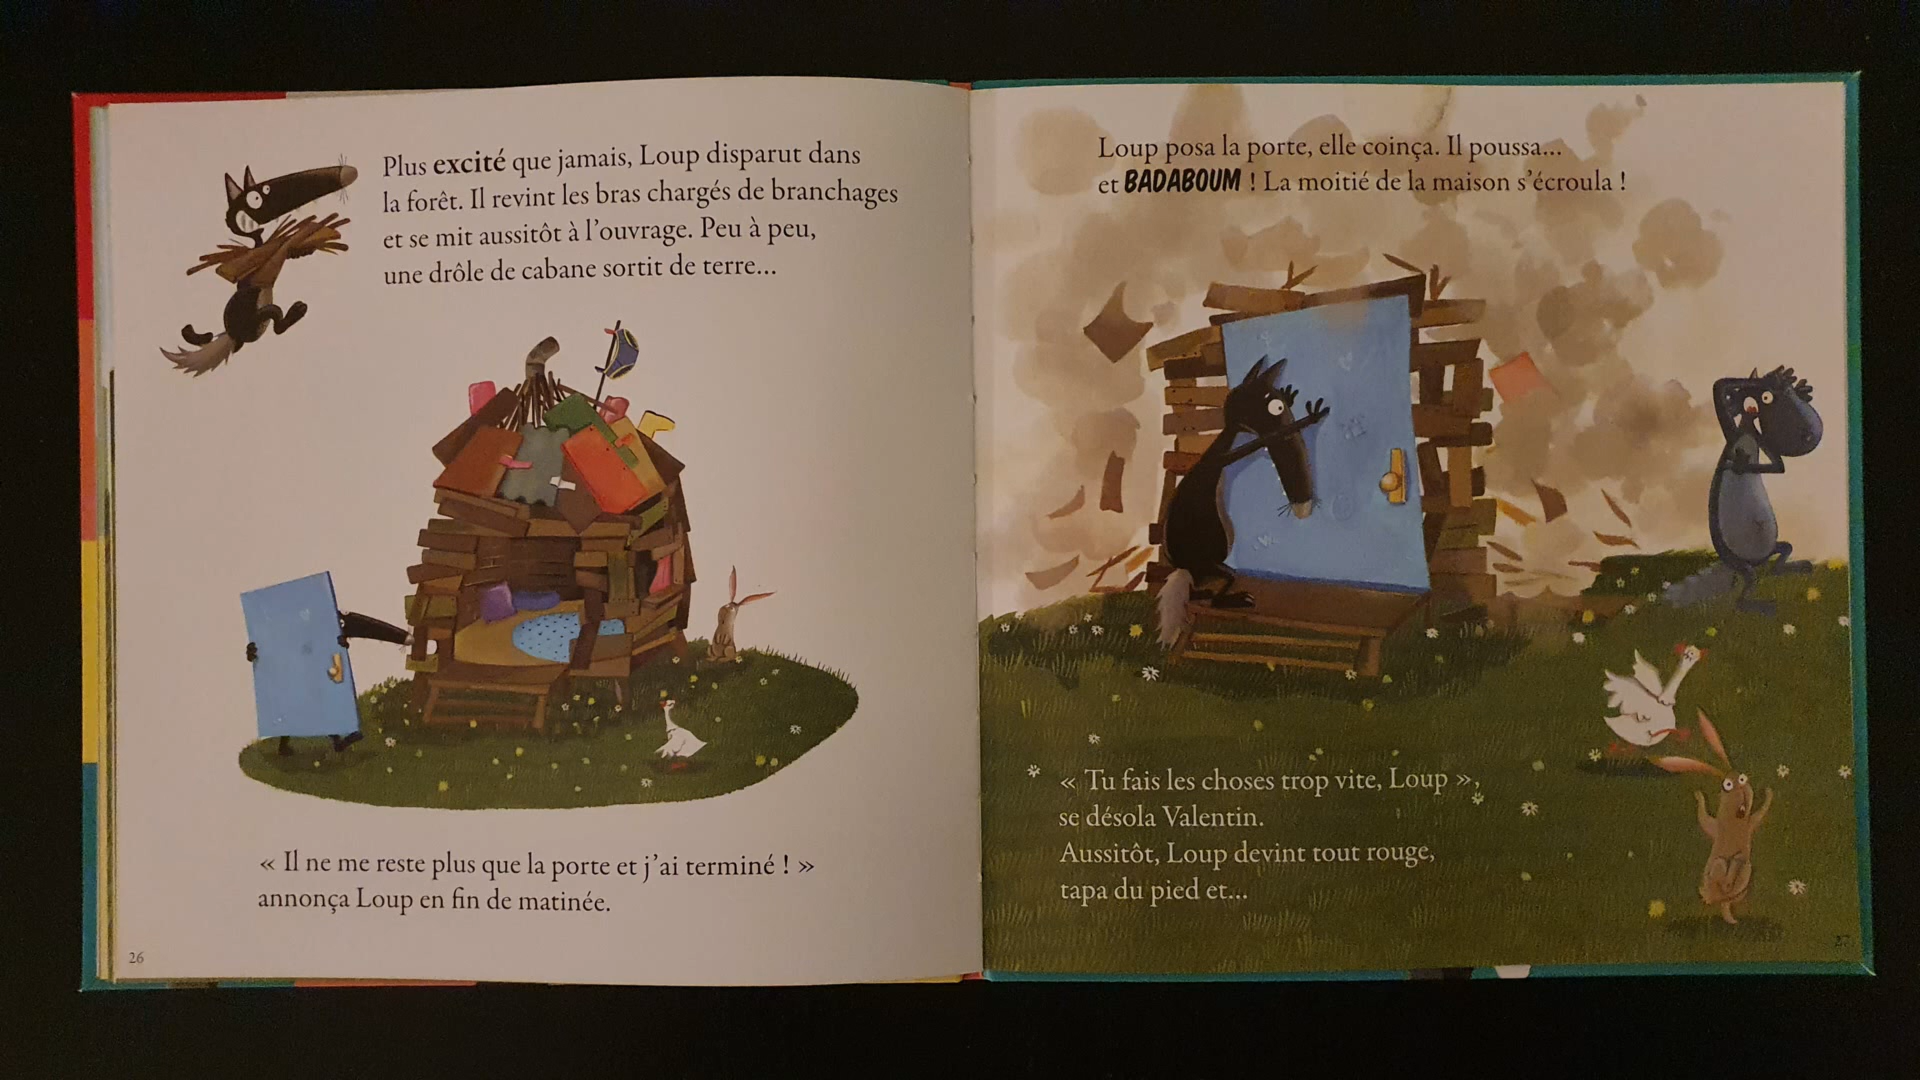 Plus excité que jamais, Loup disparut dans
la forêt. Il revint les bras chargés de branchages
et se mit aussitôt à l'ouvrage. Peu à peu,
une drôle de cabane sortit de terre...
« Il ne me reste plus que la porte et j'ai terminé ! »
annonça Loup en fin de matinée.
26
Loup posa la porte, elle coinça. Il poussa...
et BADABOUM ! La moitié de la maison s'écroula !
« Tu fais les choses trop vite, Loup »,
se désola Valentin.
Aussitôt, Loup devint tout rouge,
tapa du pied et...
27